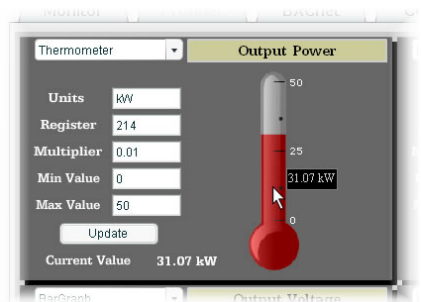 Monitor
BACnet
Thermometer
Output Power
Units kW
Register 214
Multiplier 0.01
Min Value 0
Max Value 50
Update
Current Value 31.07 kW
50
25
31.07 kW
0
BarGraph
Output Voltage